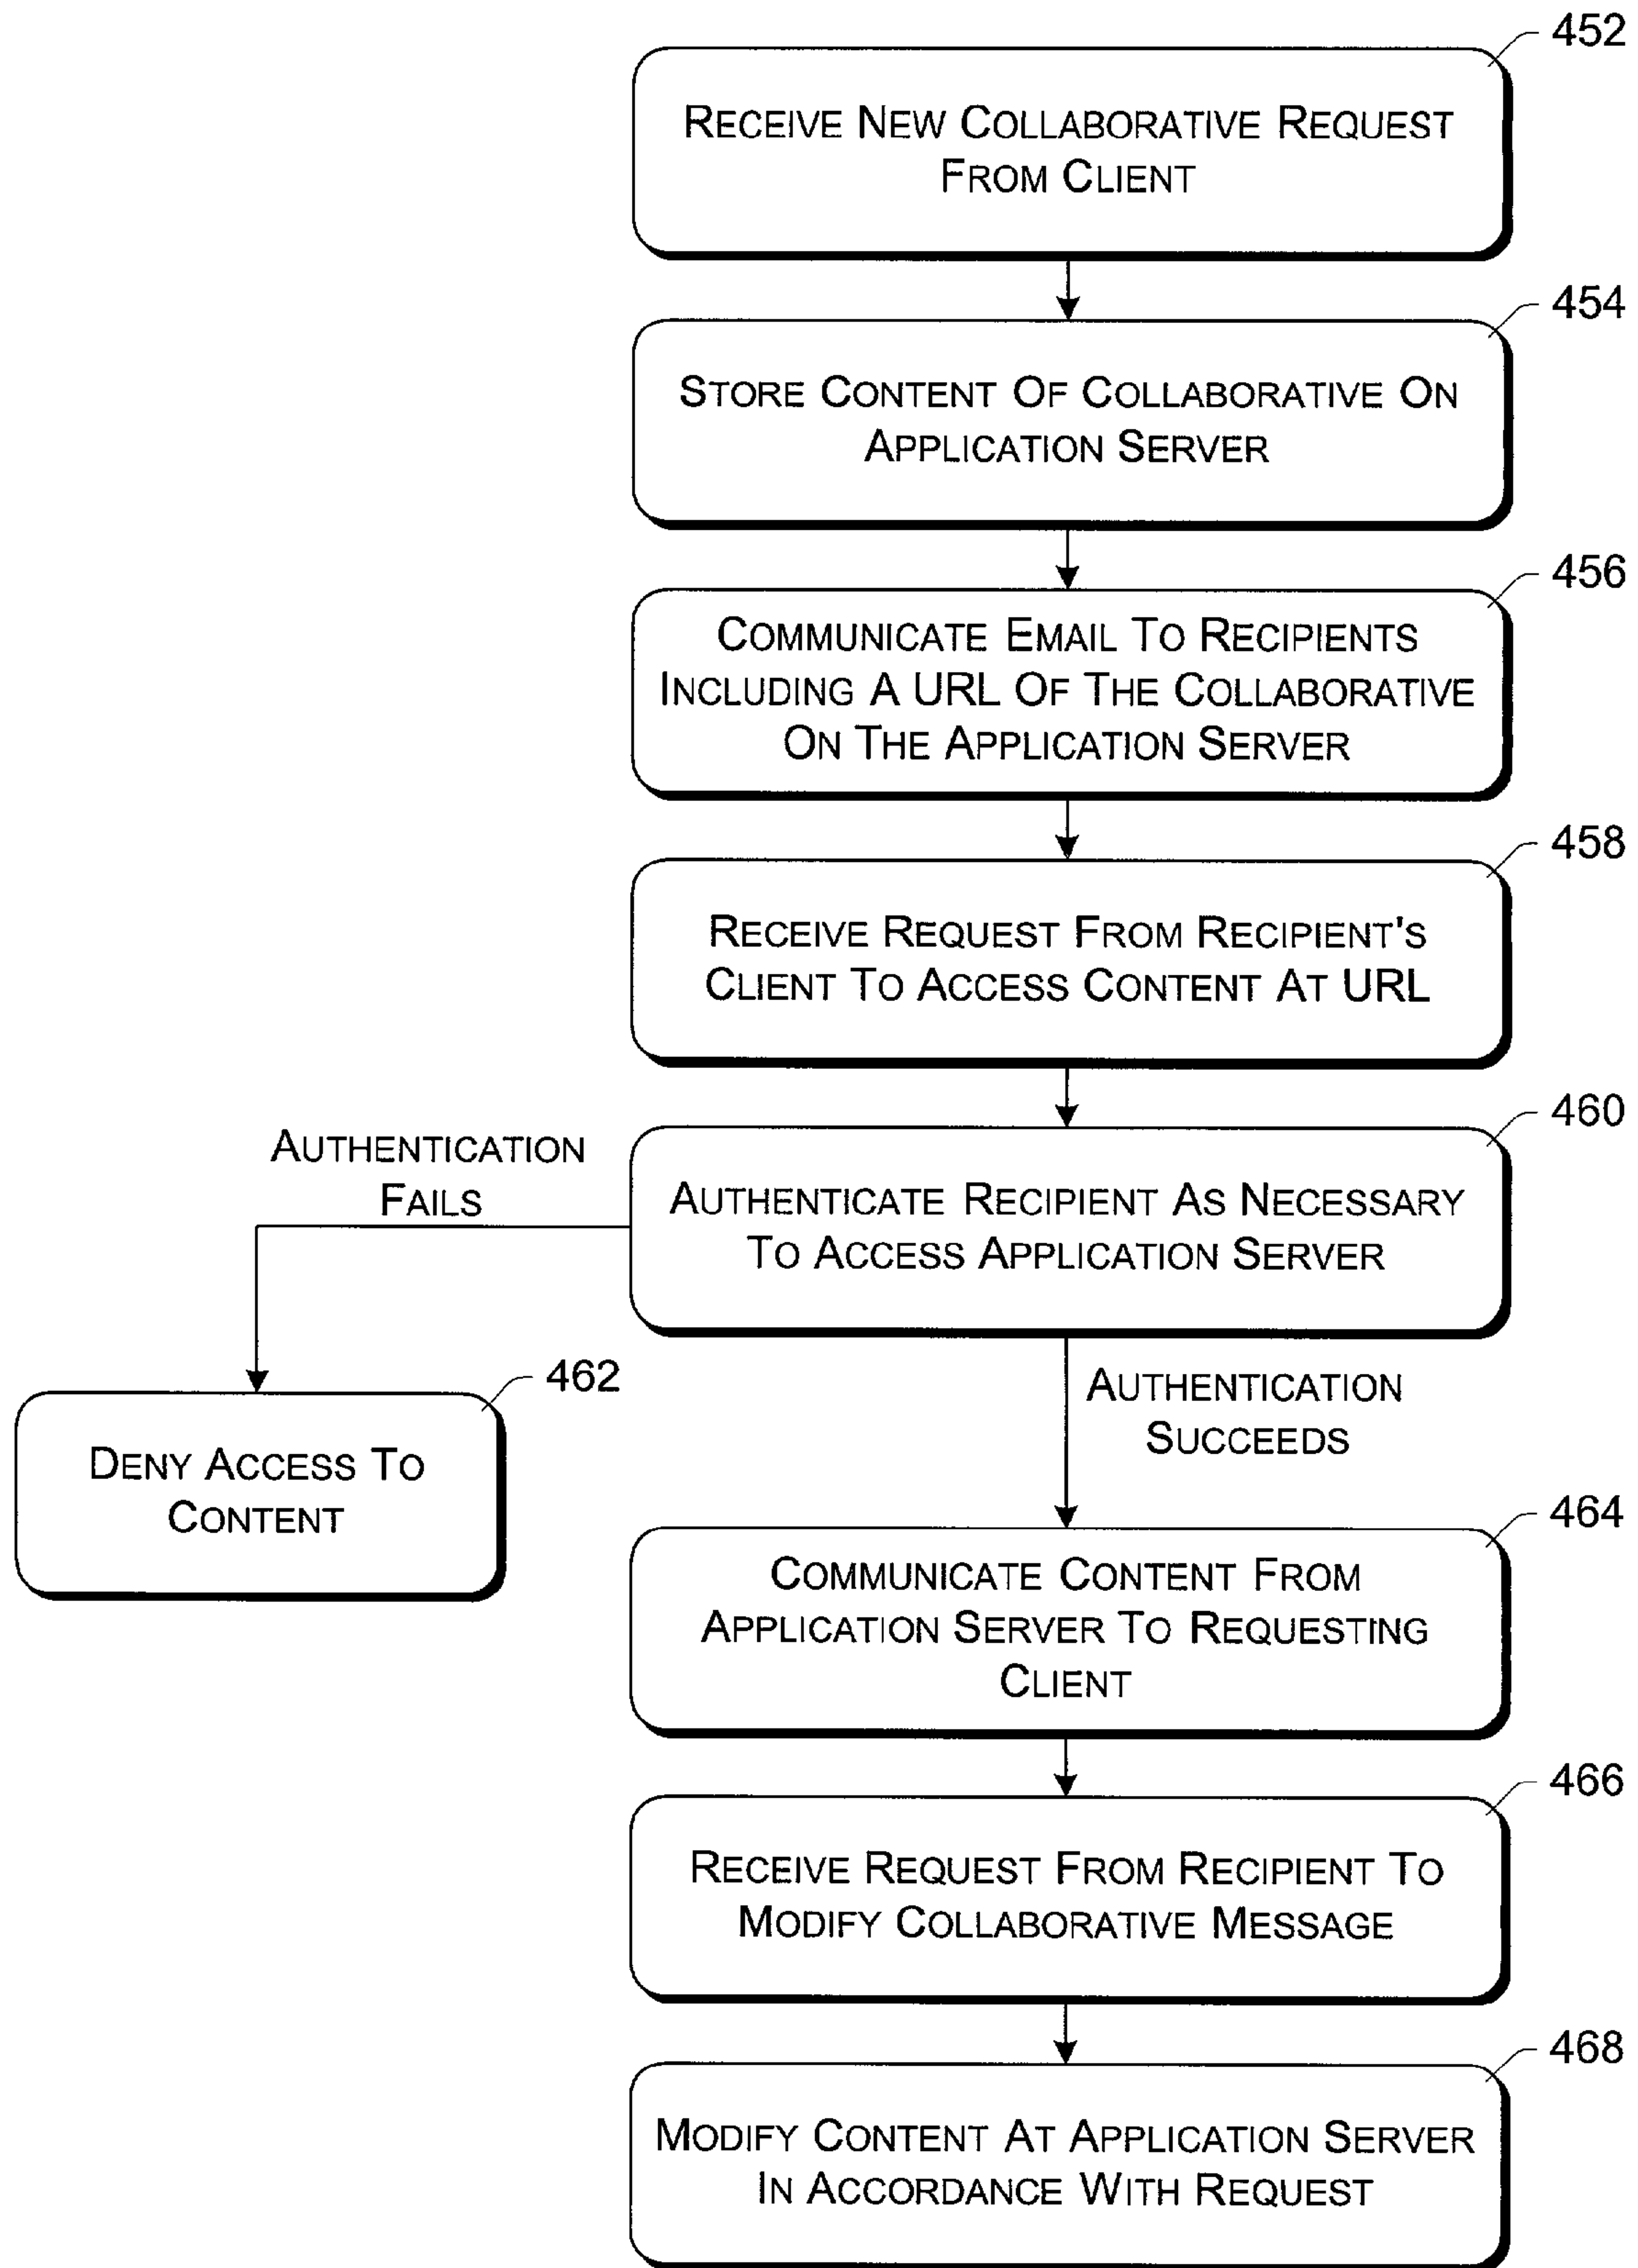 452
RECEIVE NEW COLLABORATIVE REQUEST
FROM CLIENT
454
STORE CONTENT OF COLLABORATIVE ON
APPLICATION SERVER
456
COMMUNICATE EMAIL TO RECIPIENTS
INCLUDING A URL OF THE COLLABORATIVE
ON THE APPLICATION SERVER
458
RECEIVE REQUEST FROM RECIPIENT'S
CLIENT TO ACCESS CONTENT AT URL
460
AUTHENTICATE RECIPIENT AS NECESSARY
TO ACCESS APPLICATION SERVER
AUTHENTICATION
FAILS
462
DENY ACCESS TO
CONTENT
AUTHENTICATION
SUCCEEDS
464
COMMUNICATE CONTENT FROM
APPLICATION SERVER TO REQUESTING
CLIENT
466
RECEIVE REQUEST FROM RECIPIENT TO
MODIFY COLLABORATIVE MESSAGE
468
MODIFY CONTENT AT APPLICATION SERVER
IN ACCORDANCE WITH REQUEST